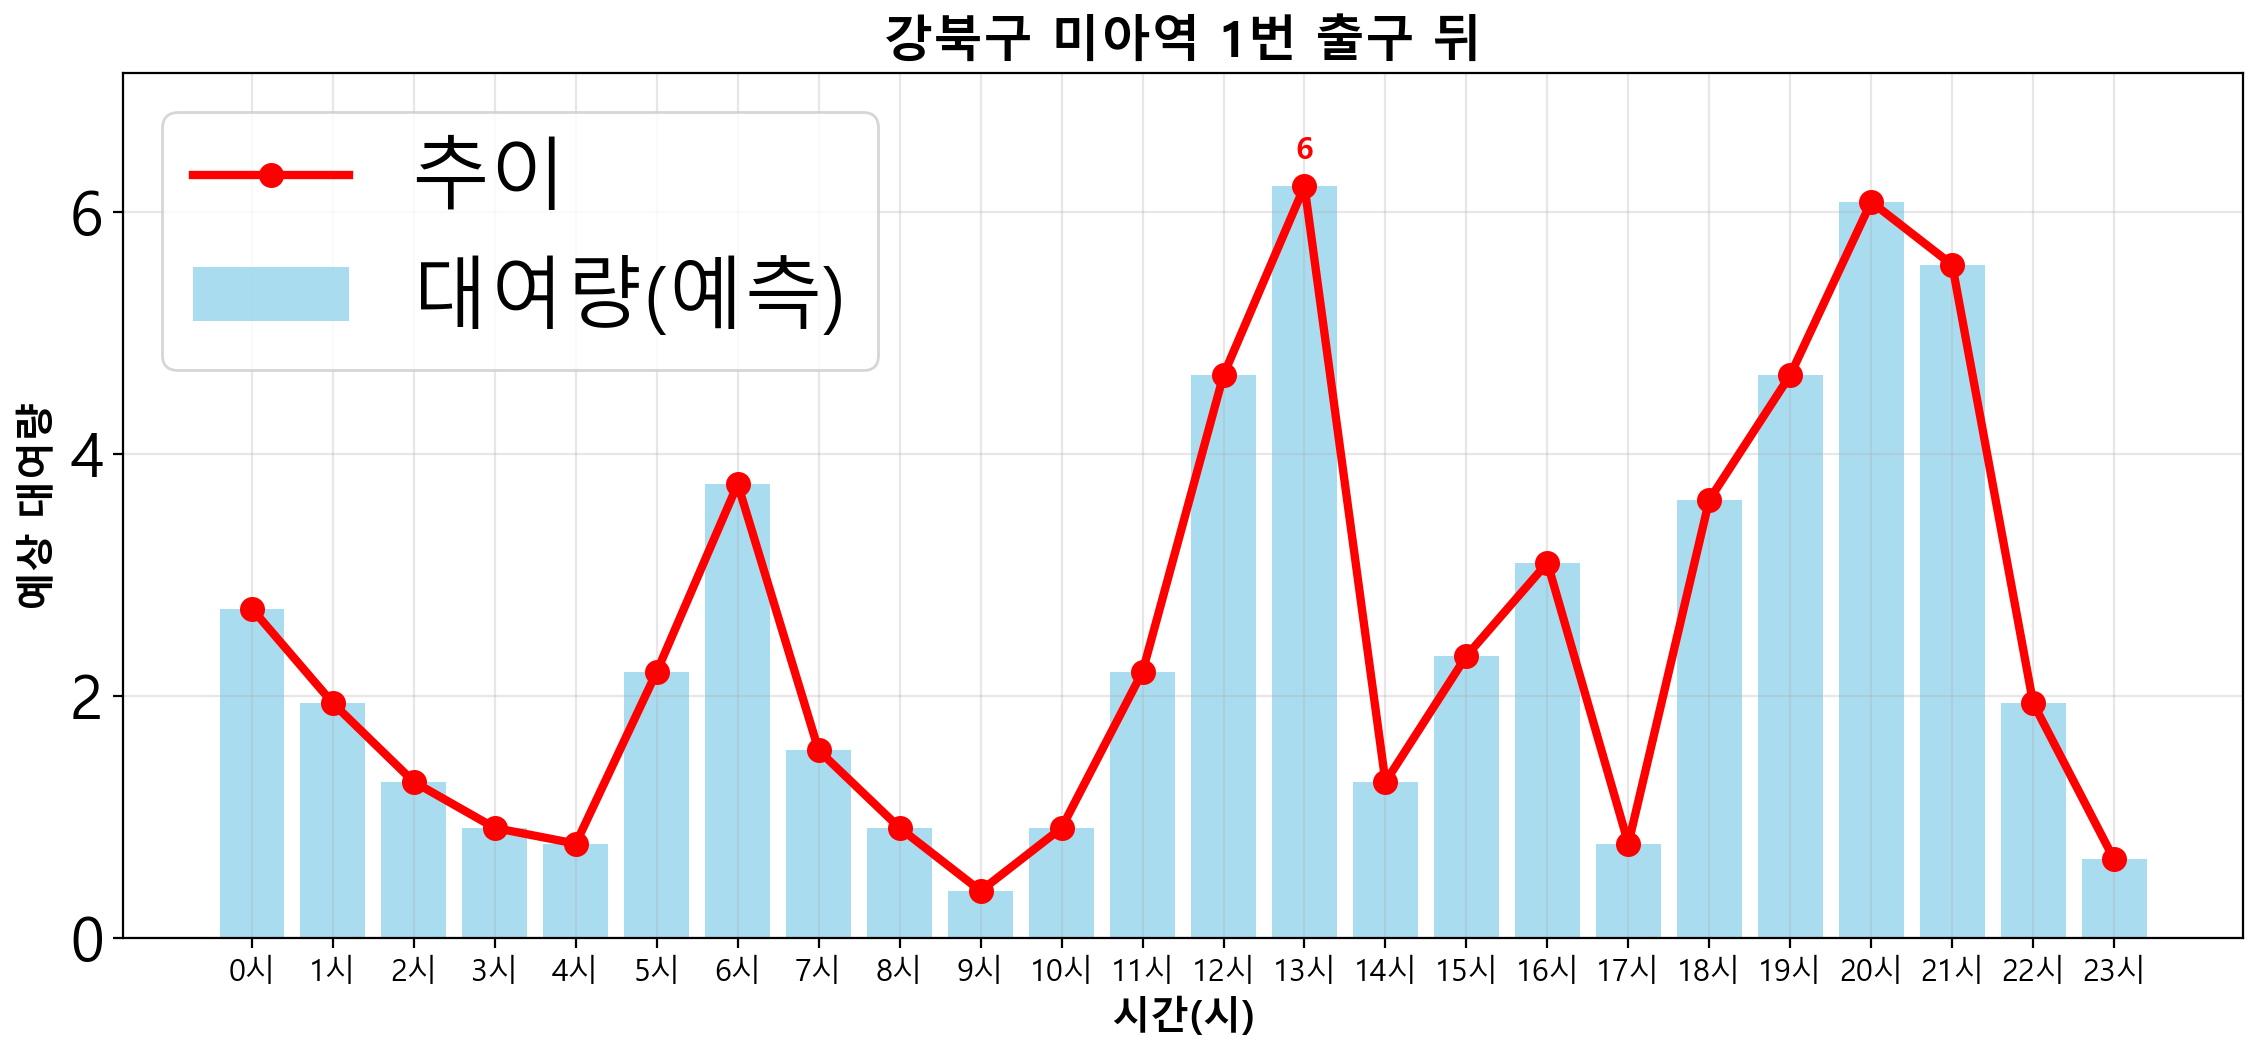 강북구 미아역 1번 출구 뒤
추이
대여량(예측)
예상 대여량
6
4
2
0
6
0시 1시 2시 3시 4시 5시 6시 7시 8시 9시 10시 11시 12시 13시 14시 15시 16시 17시 18시 19시 20시 21시 22시 23시
시간(시)